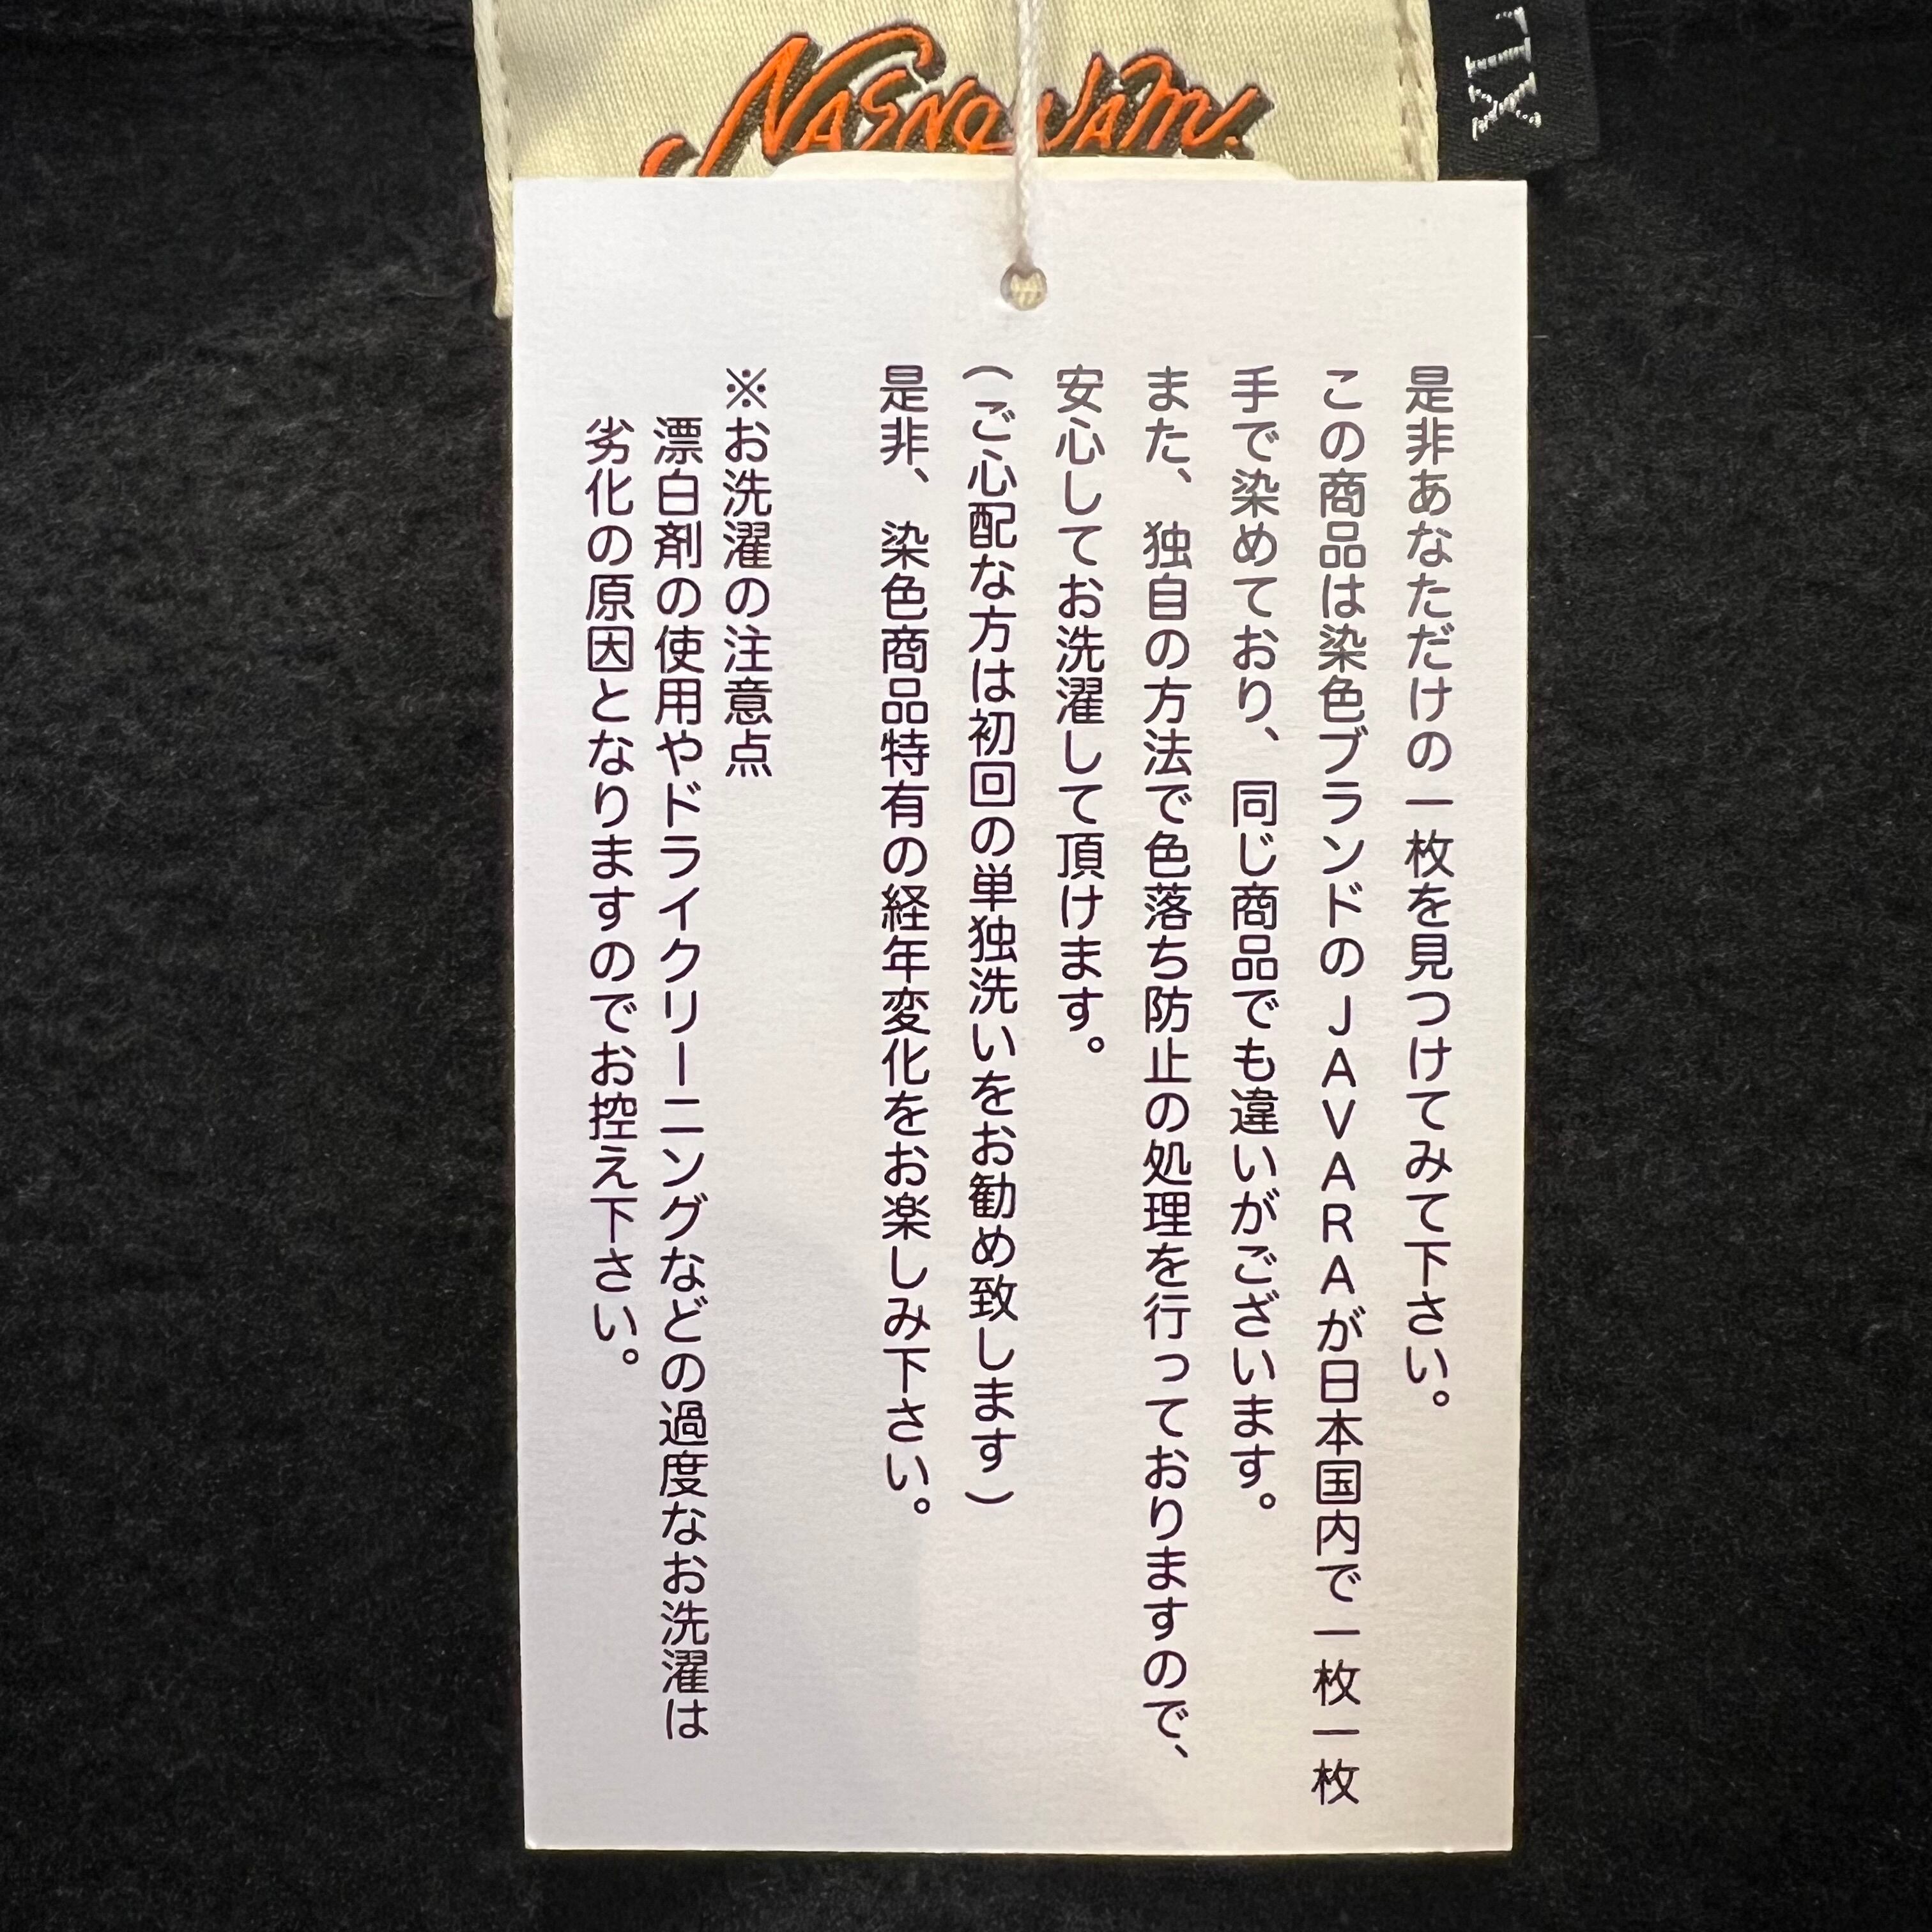 NASNGWAM.
XL
是非あなただけの一枚を見つけてみて下さい。
この商品は染色ブランドのJAVARAが日本国内で一枚一枚
手で染めており、同じ商品でも違いがございます。
また、独自の方法で色落ち防止の処理を行っておりますので、
安心してお洗濯して頂けます。
(ご心配な方は初回の単独洗いをお勧め致します)
是非、染色商品特有の経年変化をお楽しみ下さい。
※お洗濯の注意点
漂白剤の使用やドライクリーニングなどの過度なお洗濯は
劣化の原因となりますのでお控え下さい。